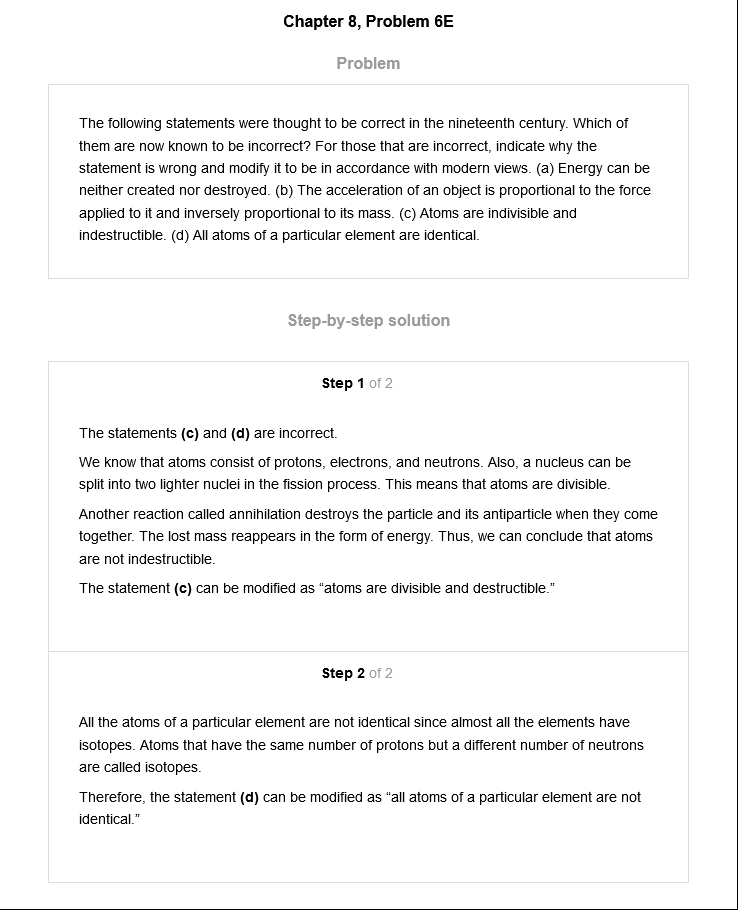 Chapter 8, Problem 6E
Problem
The following statements were thought to be correct in the nineteenth century. Which of
them are now known to be incorrect? For those that are incorrect, indicate why the
statement is wrong and modify it to be in accordance with modern views. (a) Energy can be
neither created nor destroyed. (b) The acceleration of an object is proportional to the force
applied to it and inversely proportional to its mass. (c) Atoms are indivisible and
indestructible. (d) All atoms of a particular element are identical.
Step-by-step solution
Step 1 of 2
The statements (c) and (d) are incorrect.
We know that atoms consist of protons, electrons, and neutrons. Also, a nucleus can be
split into two lighter nuclei in the fission process. This means that atoms are divisible.
Another reaction called annihilation destroys the particle and its antiparticle when they come
together. The lost mass reappears in the form of energy. Thus, we can conclude that atoms
are not indestructible.
The statement (c) can be modified as “atoms are divisible and destructible.”
Step 2 of 2
All the atoms of a particular element are not identical since almost all the elements have
isotopes. Atoms that have the same number of protons but a different number of neutrons
are called isotopes.
Therefore, the statement (d) can be modified as “all atoms of a particular element are not
identical.”